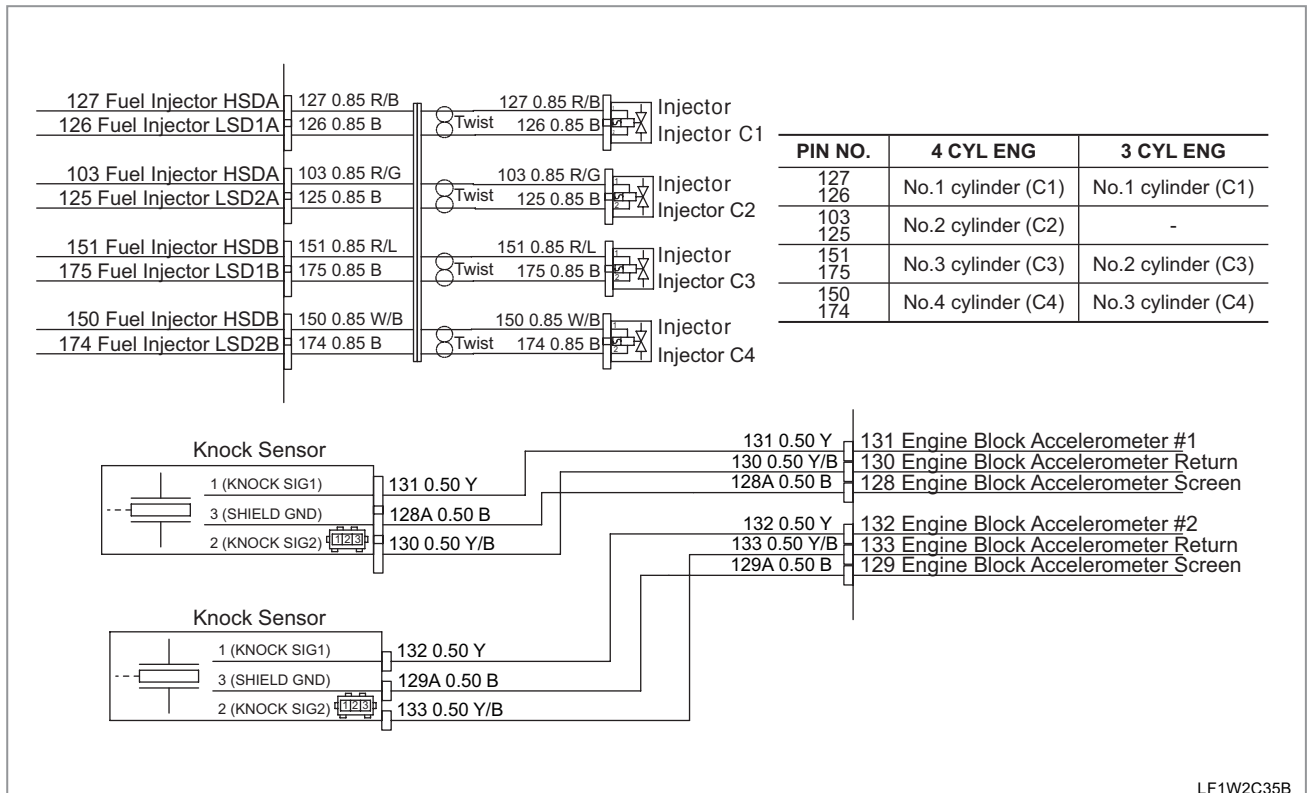 127 Fuel Injector HSDA 127 0.85 R/B 127 0.85 R/B Injector
126 Fuel Injector LSD1A 126 0.85 B Twist 126 0.85 B Injector C1
103 Fuel Injector HSDA 103 0.85 R/G 103 0.85 R/G Injector
125 Fuel Injector LSD2A 125 0.85 B Twist 125 0.85 B Injector C2
151 Fuel Injector HSDB 151 0.85 R/L 151 0.85 R/L Injector
175 Fuel Injector LSD1B 175 0.85 B Twist 175 0.85 B Injector C3
150 Fuel Injector HSDB 150 0.85 W/B 150 0.85 W/B Injector
174 Fuel Injector LSD2B 174 0.85 B Twist 174 0.85 B Injector C4
PIN NO. 4 CYL ENG 3 CYL ENG
127
126 No.1 cylinder (C1) No.1 cylinder (C1)
103
125 No.2 cylinder (C2) -
151
175 No.3 cylinder (C3) No.2 cylinder (C3)
150
174 No.4 cylinder (C4) No.3 cylinder (C4)
Knock Sensor
1 (KNOCK SIG1) 131 0.50 Y
3 (SHIELD GND) 128A 0.50 B
2 (KNOCK SIG2) 1 2 3 130 0.50 Y/B
131 0.50 Y 131 Engine Block Accelerometer #1
130 0.50 Y/B 130 Engine Block Accelerometer Return
128A 0.50 B 128 Engine Block Accelerometer Screen
132 0.50 Y 132 Engine Block Accelerometer #2
133 0.50 Y/B 133 Engine Block Accelerometer Return
129A 0.50 B 129 Engine Block Accelerometer Screen
Knock Sensor
1 (KNOCK SIG1) 132 0.50 Y
3 (SHIELD GND) 129A 0.50 B
2 (KNOCK SIG2) 1 2 3 133 0.50 Y/B
LF1W2C35B